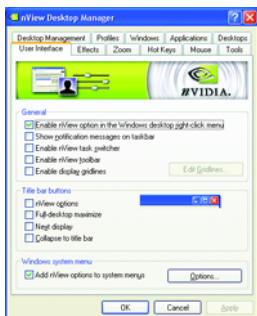 nView Desktop Manager
Desktop Management Profiles Windows Applications Desktops
User Interface Effects Zoom Hot Keys Mouse Tools
NVIDIA.
General
Enable nView option in the Windows desktop right-click menu
Show notification messages on taskbar
Enable nView task switcher
Enable nView toolbar
Enable display gridlines
Edit Gridlines...
Title bar buttons
nView options
Full-desktop maximize
Next display
Collapse to title bar
Windows system menu
Add nView options to system menus
Options...
OK Cancel Apply